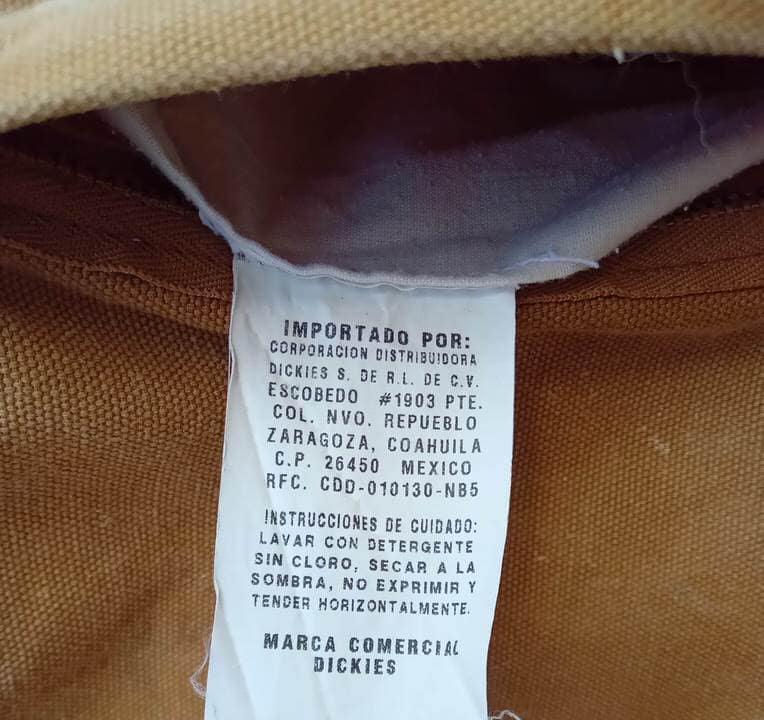 IMPORTADO POR:
CORPORACION DISTRIBUIDORA
DICKIES S. DE R.L. DE C.V.
ESCOBEDO #1903 PTE.
COL. NVO. REPUEBLO
ZARAGOZA, COAHUILA
C.P. 26450 MEXICO
RFC. CDD-010130-NB5
INSTRUCCIONES DE CUIDADO:
LAVAR CON DETERGENTE
SIN CLORO, SECAR A LA
SOMBRA, NO EXPRIMIR Y
TENDER HORIZONTALMENTE.
MARCA COMERCIAL
DICKIES